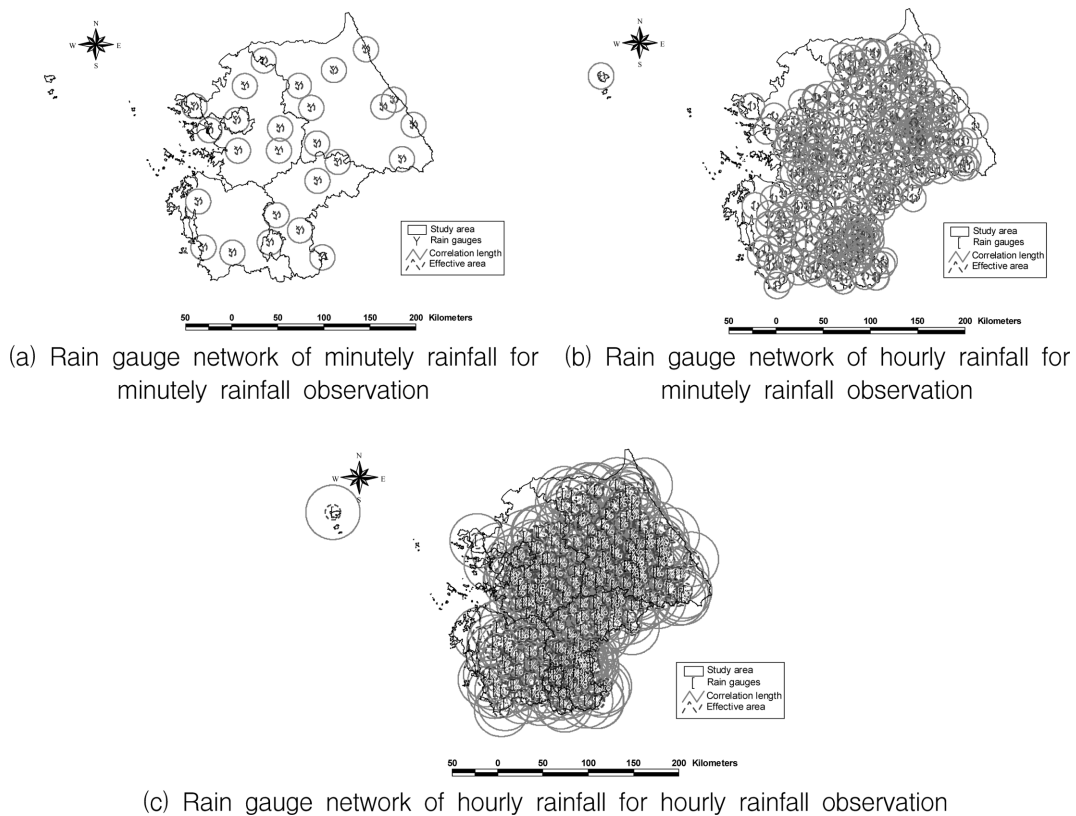 N
W E
S
Study area
Rain gauges
Correlation length
Effective area
50 0 50 100 150 200 Kilometers
(a) Rain gauge network of minutely rainfall for
minutely rainfall observation
N
W E
S
Study area
Rain gauges
Correlation length
Effective area
50 0 50 100 150 200 Kilometers
(b) Rain gauge network of hourly rainfall for
minutely rainfall observation
N
W E
S
Study area
Rain gauges
Correlation length
Effective area
50 0 50 100 150 200 Kilometers
(c) Rain gauge network of hourly rainfall for hourly rainfall observation